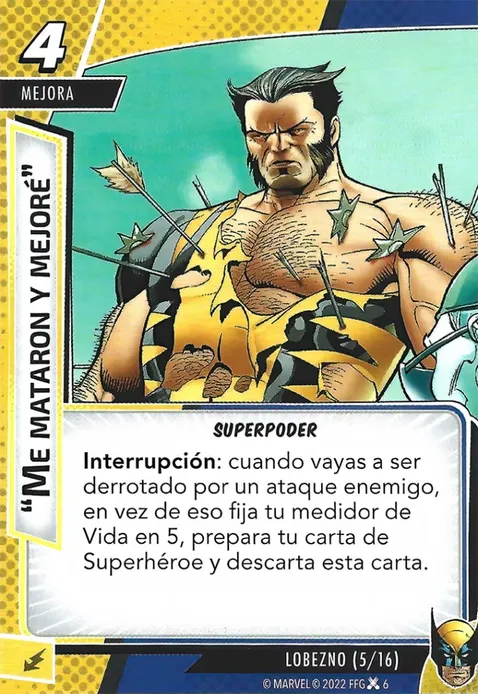 4
MEJORA
“ME MATARON Y MEJORÉ”
SUPERPODER
Interrupción: cuando vayas a ser
derrotado por un ataque enemigo,
en vez de eso fija tu medidor de
Vida en 5, prepara tu carta de
Superhéroe y descarta esta carta.
LOBEZNO (5/16)
© MARVEL © 2022 FFG 6